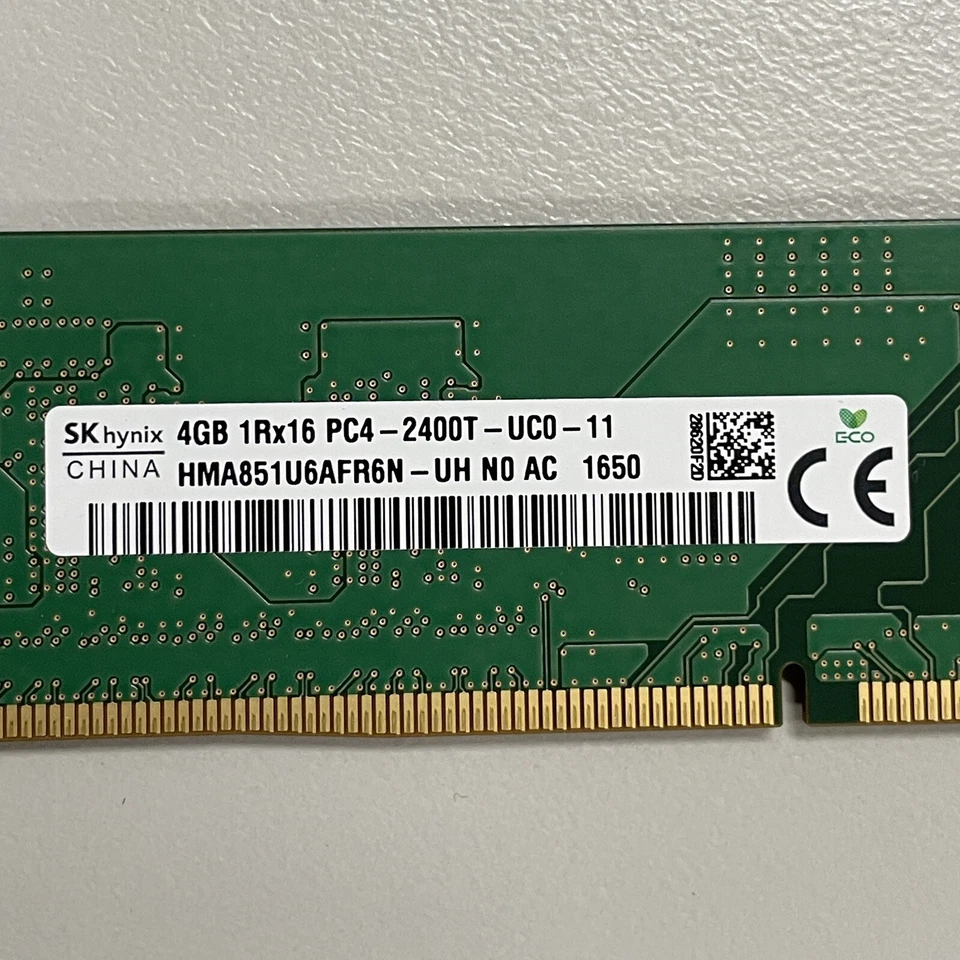 SK hynix
CHINA
4GB 1Rx16 PC4-2400T-UC0-11
HMA851U6AFR6N-UH N0 AC 1650
ECO
CE